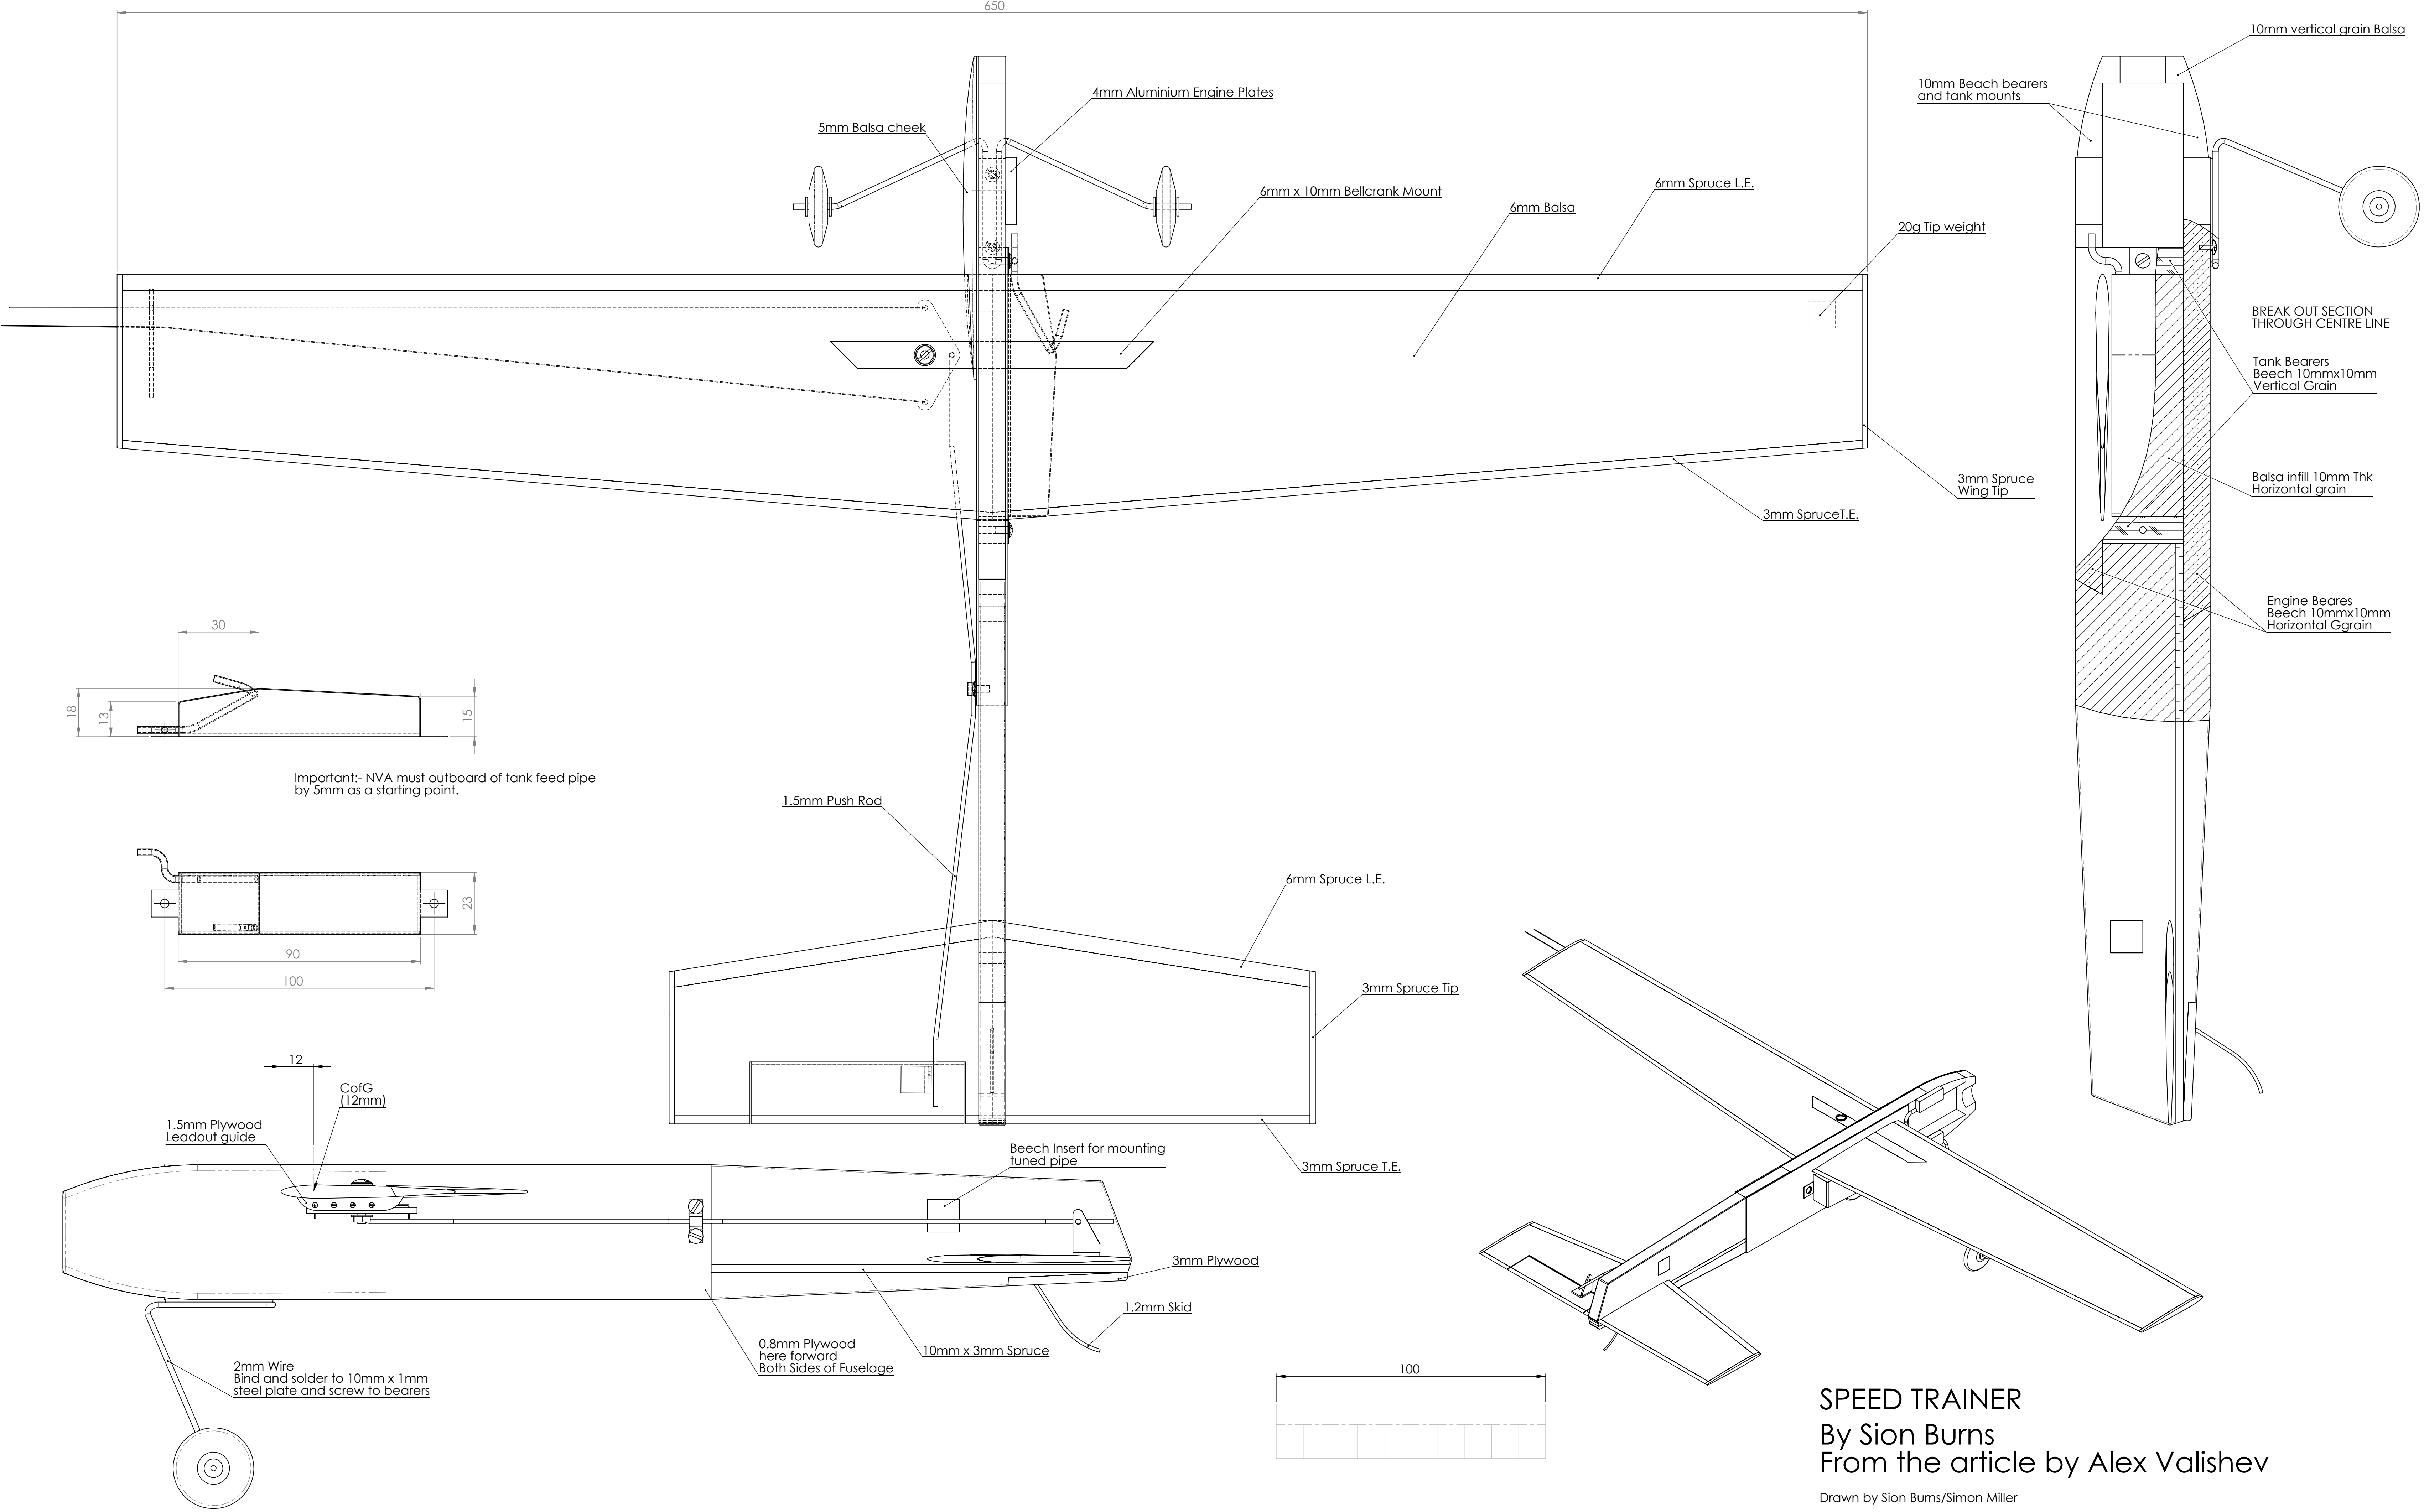 650
10mm vertical grain Balsa
10mm Beach bearers
and tank mounts
4mm Aluminium Engine Plates
5mm Balsa cheek
6mm x 10mm Bellcrank Mount
6mm Spruce L.E.
6mm Balsa
20g Tip weight
BREAK OUT SECTION
THROUGH CENTRE LINE
Tank Bearers
Beech 10mmx10mm
Vertical Grain
3mm Spruce
Wing Tip
Balsa infill 10mm Thk
Horizontal grain
3mm SpruceT.E.
Engine Beares
Beech 10mmx10mm
Horizontal Ggrain
30
18
13
15
Important:- NVA must outboard of tank feed pipe
by 5mm as a starting point.
1.5mm Push Rod
23
90
100
6mm Spruce L.E.
3mm Spruce Tip
12
CofG
(12mm)
1.5mm Plywood
Leadout guide
Beech Insert for mounting
tuned pipe
3mm Spruce T.E.
3mm Plywood
1.2mm Skid
0.8mm Plywood
here forward
Both Sides of Fuselage
10mm x 3mm Spruce
2mm Wire
Bind and solder to 10mm x 1mm
steel plate and screw to bearers
100
SPEED TRAINER
By Sion Burns
From the article by Alex Valishev
Drawn by Sion Burns/Simon Miller